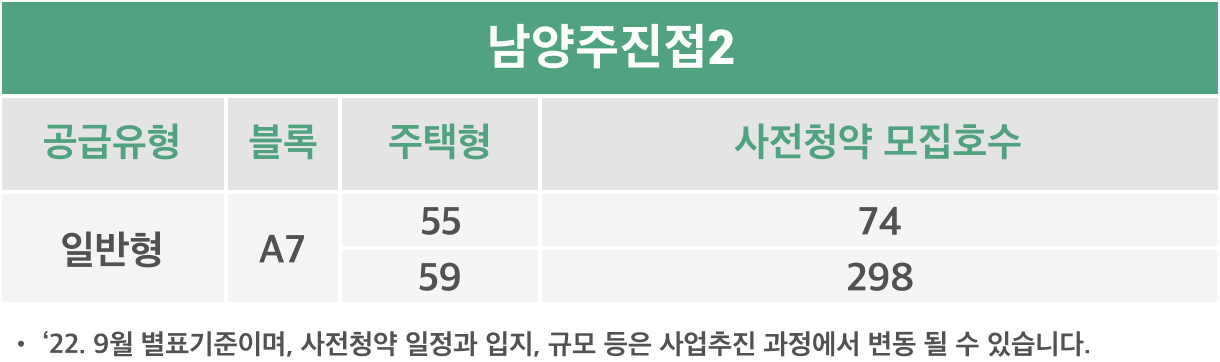 남양주진접2
공급유형 블록 주택형 사전청약 모집호수
일반형 A7 55 74
59 298
• ‘22. 9월 별표기준이며, 사전청약 일정과 입지, 규모 등은 사업추진 과정에서 변동 될 수 있습니다.